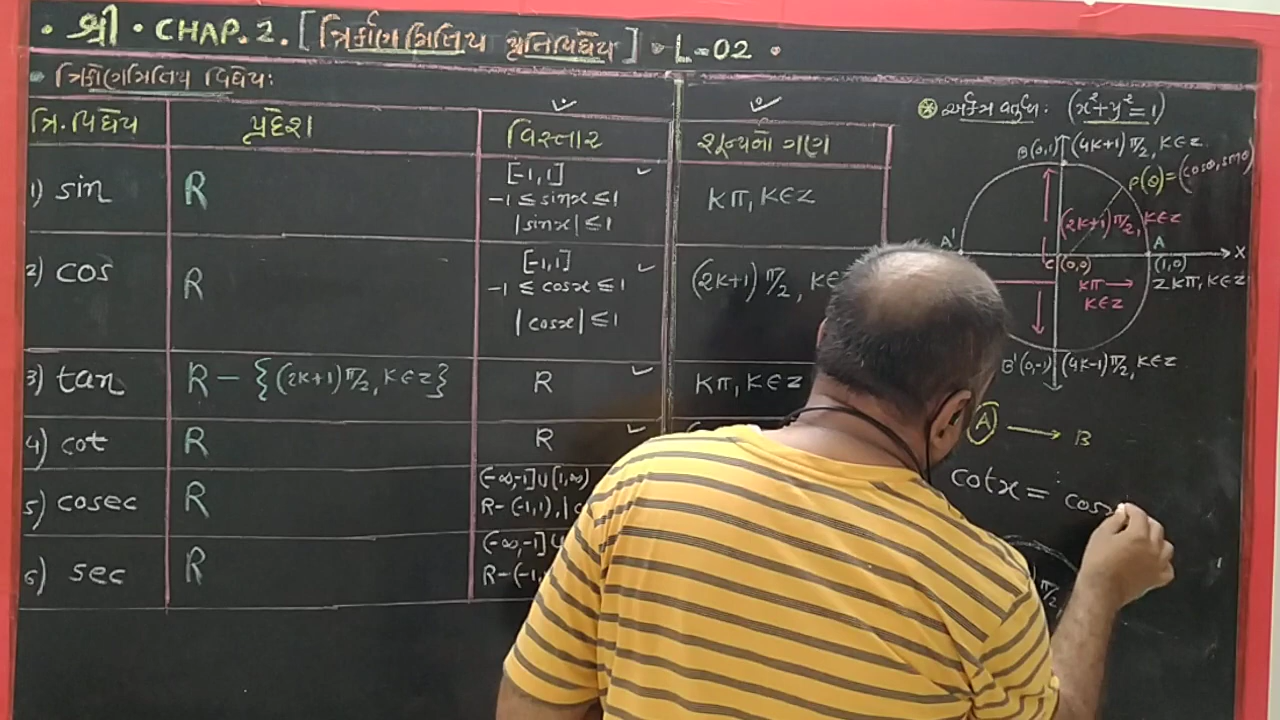 • શ્રી • CHAP. 2. [ ત્રિકોણમિતીય પ્રતિવિધેય ] • L-02 •
• ત્રિકોણમિતીય વિધેય:
ત્રિ.વિધેય પ્રદેશ વિસ્તાર શૂન્યનો ગણ
1) sin R [-1,1] Kπ, K∈Z
-1 ≤ sinx ≤ 1
|sinx| ≤ 1
2) cos R [-1,1] (2K+1)π/2, K∈
-1 ≤ cosx ≤ 1
|cosx| ≤ 1
3) tan R - {(2K+1)π/2, K∈Z} R Kπ, K∈Z
4) cot R R
5) cosec R (-∞,-1]U[1,∞)
R-(-1,1), |c
6) sec R (-∞,-1]U
R-(-1,
એકમ વર્તુળ: (x²+y²=1)
B(0,1) (4K+1)π/2, K∈Z
P(θ)=(cosθ, sinθ)
(2K+1)π/2, K∈Z
A' A X
C (0,0) (1,0)
Kπ → 2Kπ, K∈Z
K∈Z
B'(0,-1) (4K-1)π/2, K∈Z
A → B
cotx = cosx
π/2,